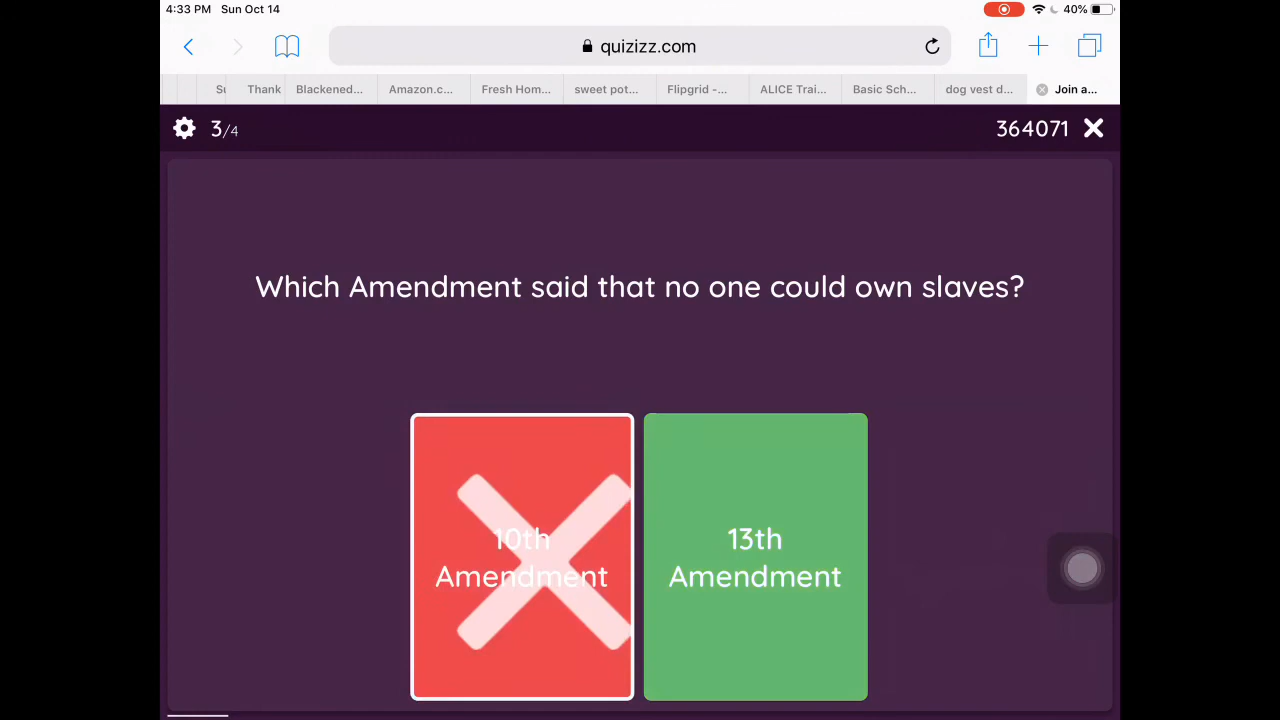 4:33 PM Sun Oct 14
40%
quizizz.com
Su
Thank
Blackened...
Amazon.c...
Fresh Hom...
sweet pot...
Flipgrid -...
ALICE Trai...
Basic Sch...
dog vest d...
Join a...
3/4
364071
Which Amendment said that no one could own slaves?
10th
Amendment
13th
Amendment